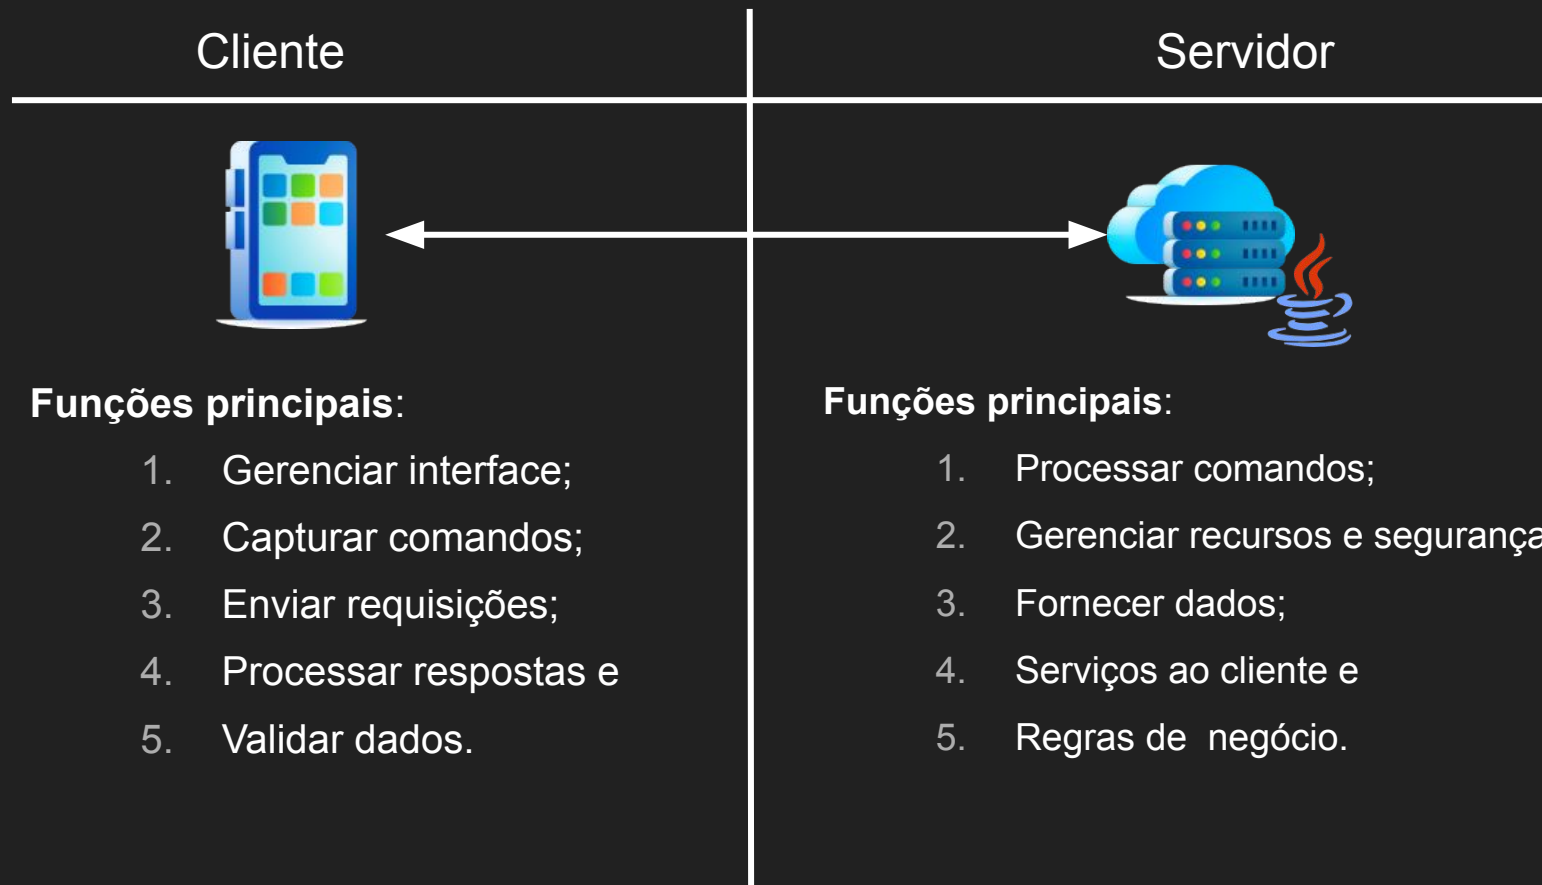 Cliente
Servidor
Funções principais:
1. Gerenciar interface;
2. Capturar comandos;
3. Enviar requisições;
4. Processar respostas e
5. Validar dados.
Funções principais:
1. Processar comandos;
2. Gerenciar recursos e segurança
3. Fornecer dados;
4. Serviços ao cliente e
5. Regras de  negócio.